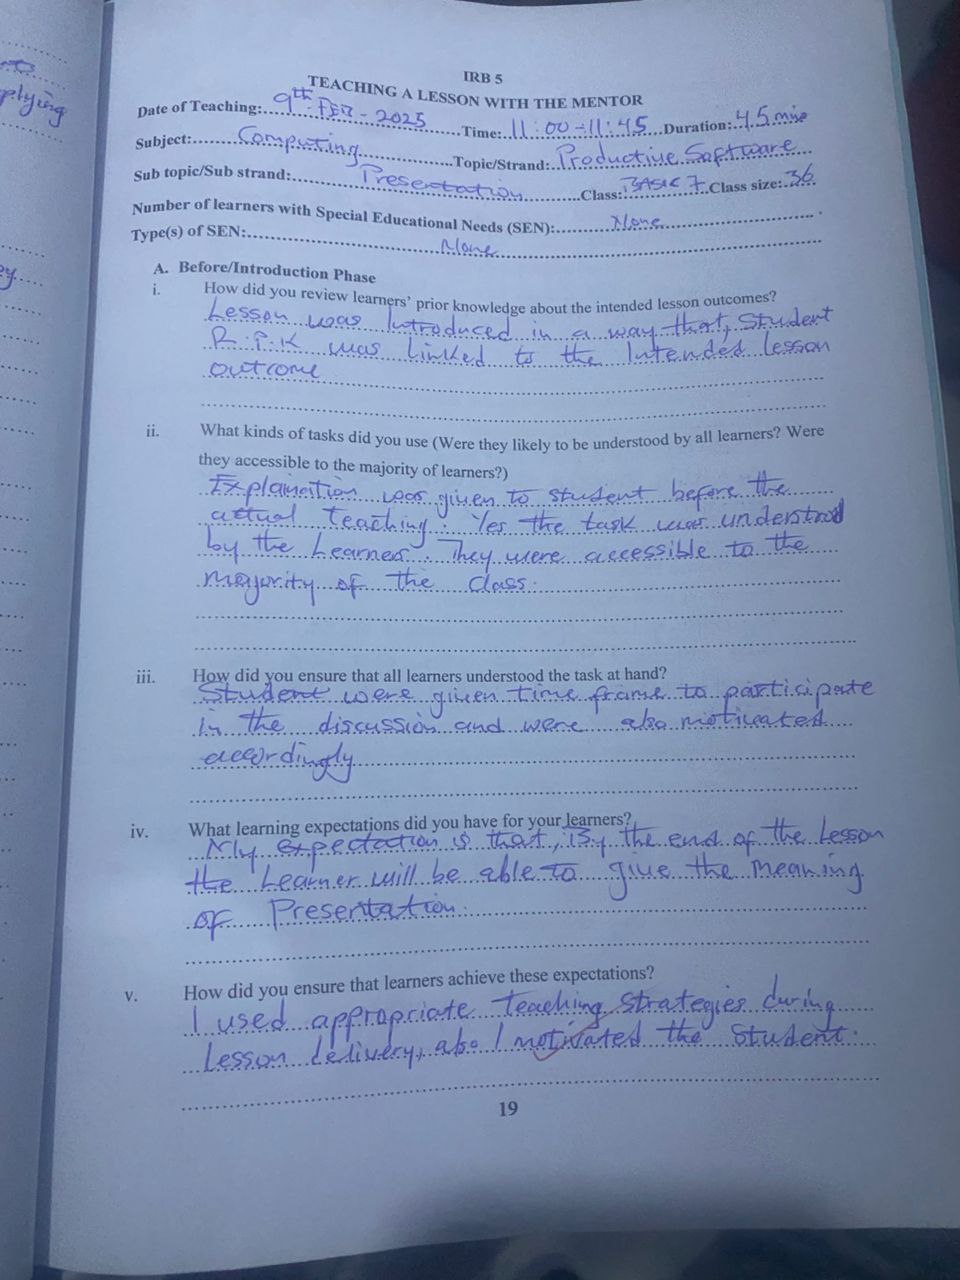 plying
ey
IRB 5
TEACHING A LESSON WITH THE MENTOR
Date of Teaching: 9th FEB - 2025 Time: 11:00-11:45 Duration: 45 mins
Subject: Computing Topic/Strand: Productive Software
Sub topic/Sub strand: Presentation Class: BASIC 7 Class size: 36
Number of learners with Special Educational Needs (SEN): None
Type(s) of SEN: None
A. Before/Introduction Phase
i. How did you review learners' prior knowledge about the intended lesson outcomes?
Lesson was Introduced in a way that, Student
R.P.K was linked to the Intended lesson
outcome
ii. What kinds of tasks did you use (Were they likely to be understood by all learners? Were
they accessible to the majority of learners?)
Explanation was given to student before the
actual teaching. Yes the task was understood
by the Learners. They were accessible to the
majority of the class.
iii. How did you ensure that all learners understood the task at hand?
Student were given time frame to participate
in the discussion and were also motivated
accordingly
iv. What learning expectations did you have for your learners?
My expectation is that, By the end of the Lesson
the Learner will be able to give the meaning
of Presentation.
v. How did you ensure that learners achieve these expectations?
I used appropriate teaching strategies during
Lesson delivery, also I motivated the student.
19